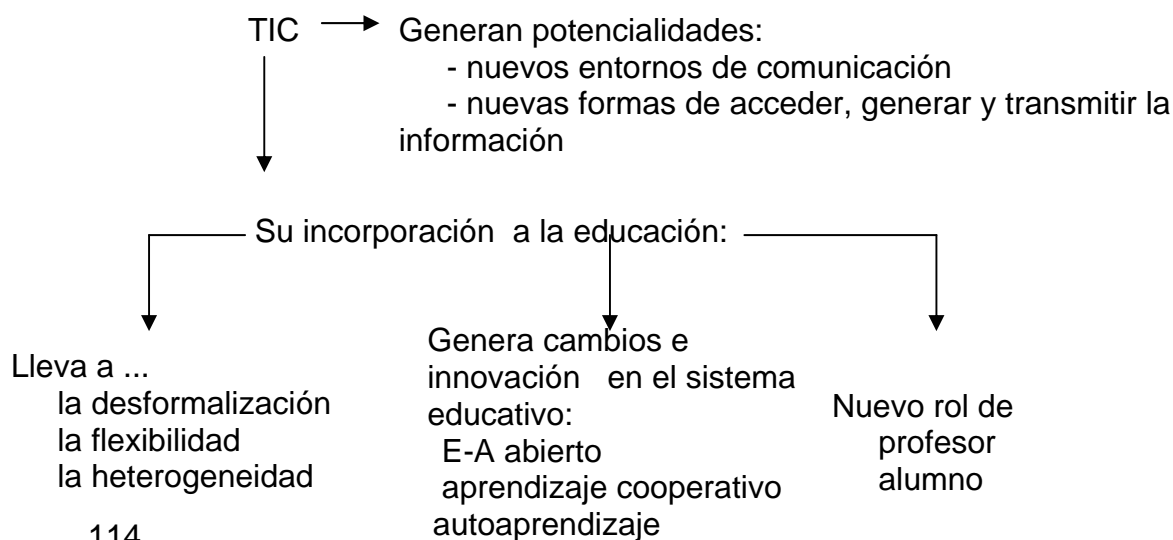 TIC
Generan potencialidades:
- nuevos entornos de comunicación
- nuevas formas de acceder, generar y transmitir la
información
Su incorporación a la educación:
Lleva a ...
la desformalización
la flexibilidad
la heterogeneidad
Genera cambios e
innovación en el sistema
educativo:
E-A abierto
aprendizaje cooperativo
autoaprendizaje
Nuevo rol de
profesor
alumno
114